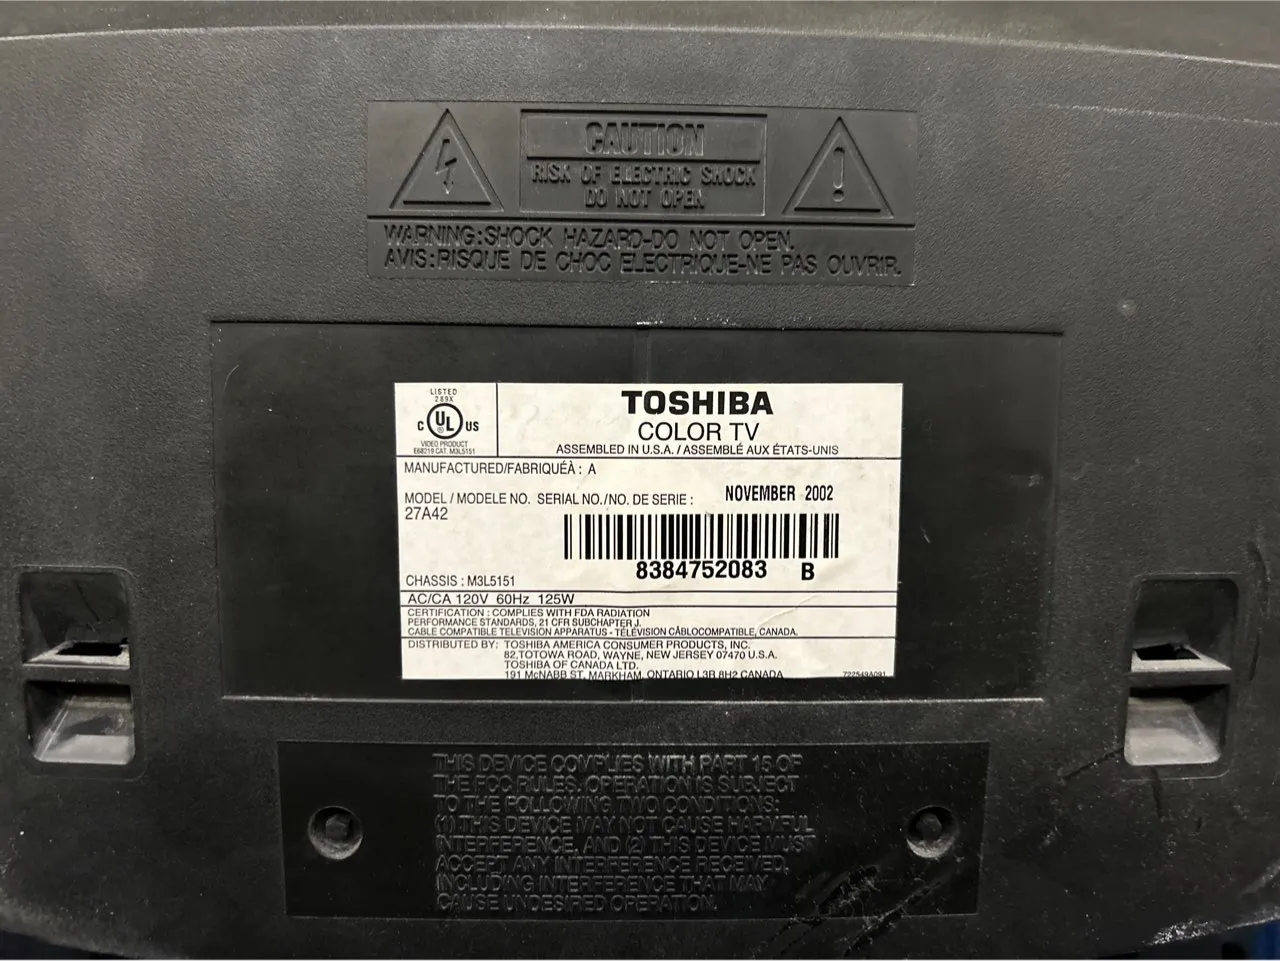 CAUTION
RISK OF ELECTRIC SHOCK
DO NOT OPEN
WARNING:SHOCK HAZARD-DO NOT OPEN.
AVIS:RISQUE DE CHOC ELECTRIQUE-NE PAS OUVRIR.
LISTED
289X
C UL US
®
VIDEO PRODUCT
E68219 CAT. M3L5151
TOSHIBA
COLOR TV
ASSEMBLED IN U.S.A. / ASSEMBLÉ AUX ÉTATS-UNIS
MANUFACTURED/FABRIQUÉÀ : A
MODEL / MODELE NO. SERIAL NO./NO. DE SERIE : NOVEMBER 2002
27A42
8384752083 B
CHASSIS : M3L5151
AC/CA 120V 60Hz 125W
CERTIFICATION : COMPLIES WITH FDA RADIATION
PERFORMANCE STANDARDS, 21 CFR SUBCHAPTER J.
CABLE COMPATIBLE TELEVISION APPARATUS - TÉLÉVISION CÂBLOCOMPATIBLE, CANADA.
DISTRIBUTED BY: TOSHIBA AMERICA CONSUMER PRODUCTS, INC.
82,TOTOWA ROAD, WAYNE, NEW JERSEY 07470 U.S.A.
TOSHIBA OF CANADA LTD.
191 McNABB ST, MARKHAM, ONTARIO L3R 8H2 CANADA
THIS DEVICE COMPLIES WITH PART 15 OF
THE FCC RULES. OPERATION IS SUBJECT
TO THE FOLLOWING TWO CONDITIONS:
(1) THIS DEVICE MAY NOT CAUSE HARMFUL
INTERFERENCE, AND (2) THIS DEVICE MUST
ACCEPT ANY INTERFERENCE RECEIVED,
INCLUDING INTERFERENCE THAT MAY
CAUSE UNDESIRED OPERATION.